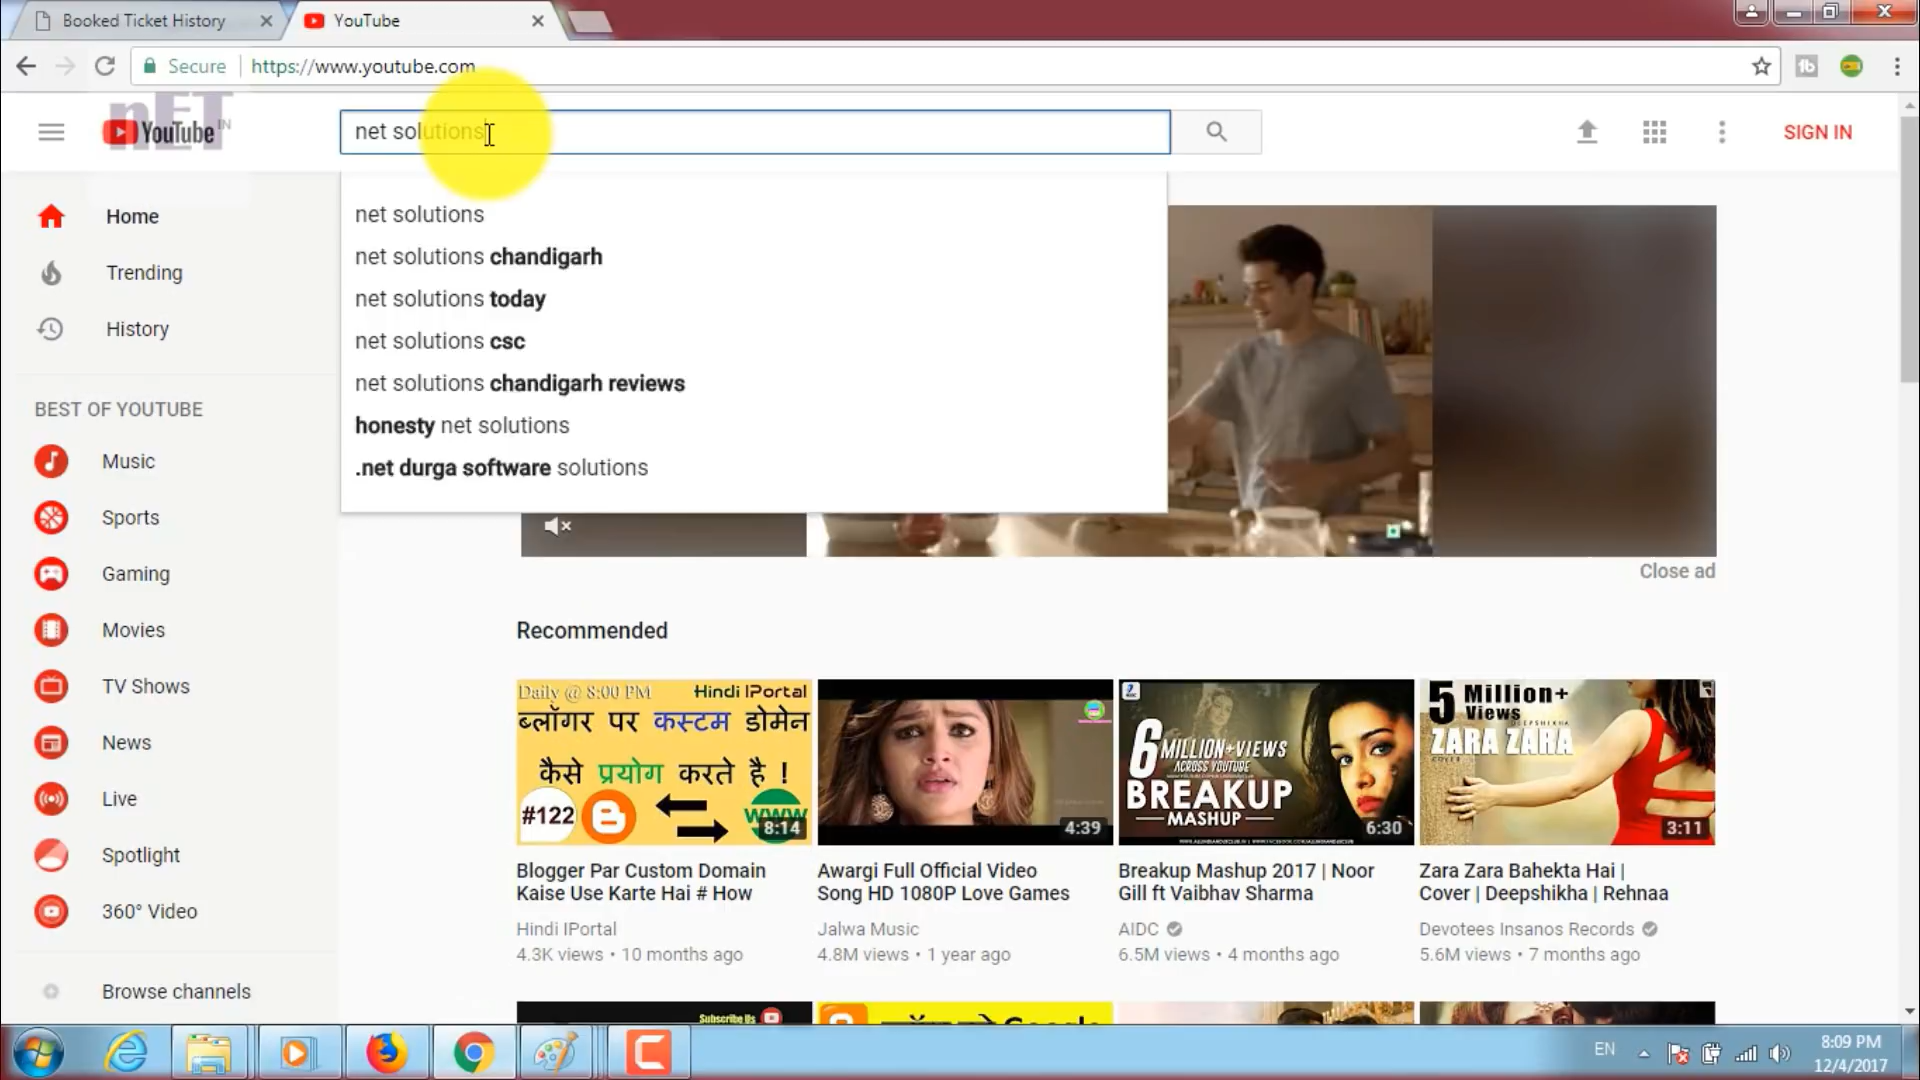 Booked Ticket History
YouTube
Secure
https://www.youtube.com
nET
YouTube IN
net solutions
SIGN IN
net solutions
net solutions chandigarh
net solutions today
net solutions csc
net solutions chandigarh reviews
honesty net solutions
.net durga software solutions
Home
Trending
History
BEST OF YOUTUBE
Music
Sports
Gaming
Movies
TV Shows
News
Live
Spotlight
360° Video
Browse channels
Close ad
Recommended
Daily @ 8:00 PM Hindi IPortal
ब्लॉगर पर कस्टम डोमेन
कैसे प्रयोग करते है !
#122
www
8:14
Blogger Par Custom Domain
Kaise Use Karte Hai # How
Hindi IPortal
4.3K views • 10 months ago
4:39
Awargi Full Official Video
Song HD 1080P Love Games
Jalwa Music
4.8M views • 1 year ago
6 MILLION+VIEWS
ACROSS YOUTUBE
BREAKUP
MASHUP
6:30
Breakup Mashup 2017 | Noor
Gill ft Vaibhav Sharma
AIDC
6.5M views • 4 months ago
5 Million+
Views
DEEPSHIKHA
ZARA ZARA
COVER
3:11
Zara Zara Bahekta Hai |
Cover | Deepshikha | Rehnaa
Devotees Insanos Records
5.6M views • 7 months ago
Subscribe Us
EN
8:09 PM
12/4/2017